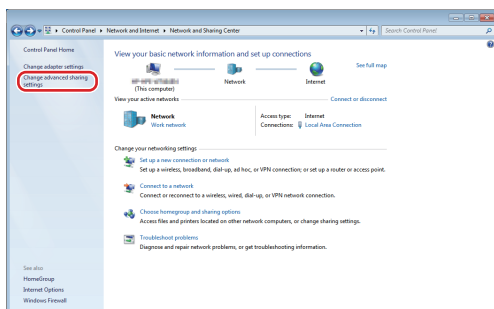 Control Panel ▸ Network and Internet ▸ Network and Sharing Center
Search Control Panel
Control Panel Home
Change adapter settings
Change advanced sharing
settings
See also
HomeGroup
Internet Options
Windows Firewall
View your basic network information and set up connections
See full map
(This computer)
Network
Internet
View your active networks
Connect or disconnect
Network
Work network
Access type: Internet
Connections: Local Area Connection
Change your networking settings
Set up a new connection or network
Set up a wireless, broadband, dial-up, ad hoc, or VPN connection; or set up a router or access point.
Connect to a network
Connect or reconnect to a wireless, wired, dial-up, or VPN network connection.
Choose homegroup and sharing options
Access files and printers located on other network computers, or change sharing settings.
Troubleshoot problems
Diagnose and repair network problems, or get troubleshooting information.